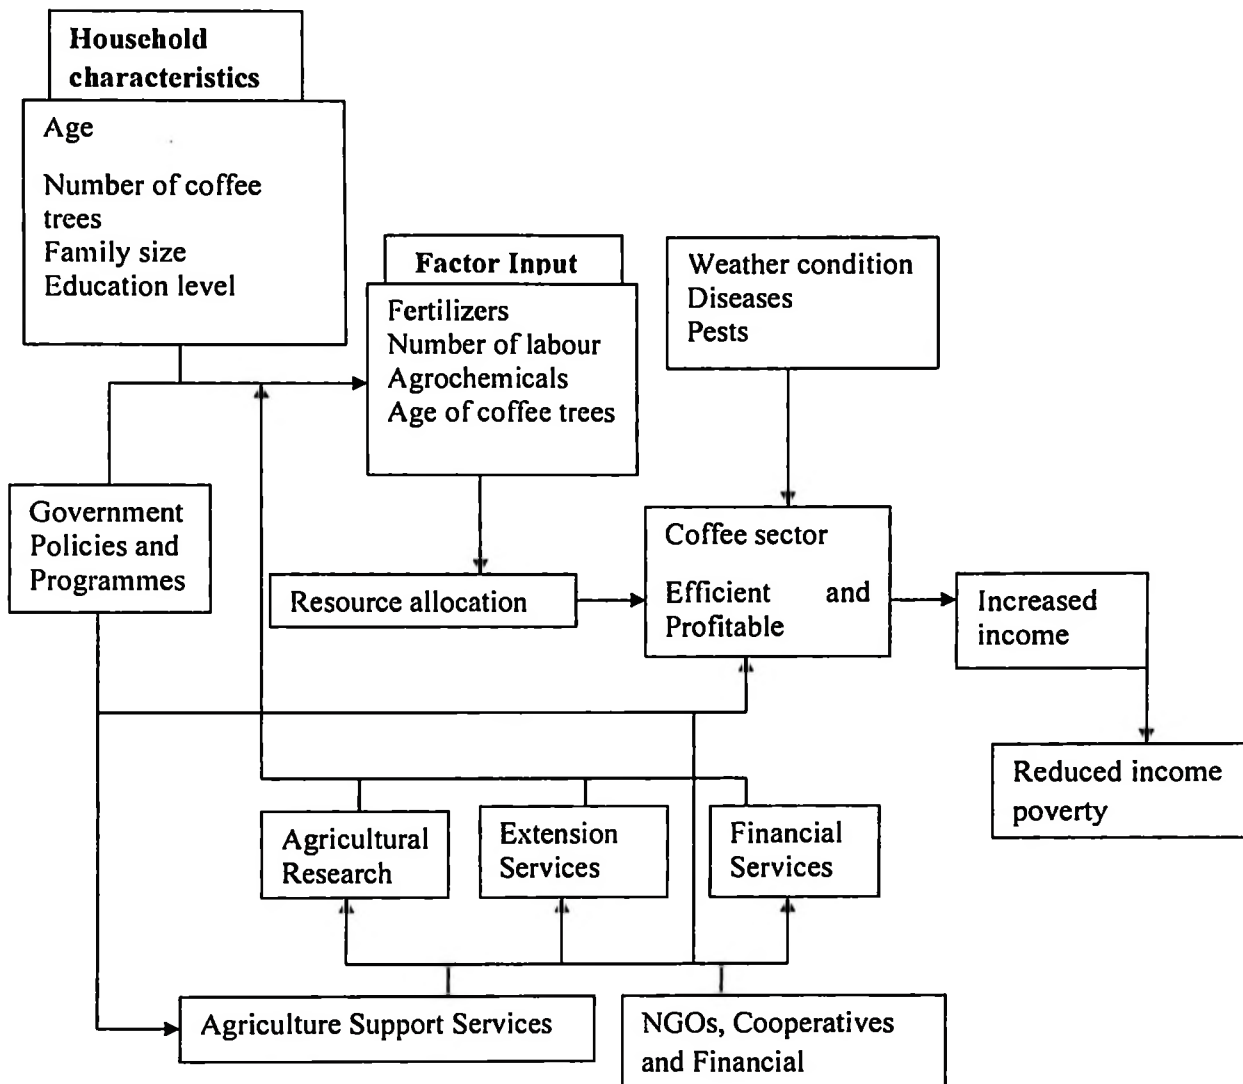 Household
characteristics
Age
Number of coffee
trees
Family size
Education level
Factor Input
Fertilizers
Number of labour
Agrochemicals
Age of coffee trees
Weather condition
Diseases
Pests
Government
Policies and
Programmes
Resource allocation
Coffee sector
Efficient and
Profitable
Increased
income
Reduced income
poverty
Agricultural
Research
Extension
Services
Financial
Services
Agriculture Support Services
NGOs, Cooperatives
and Financial